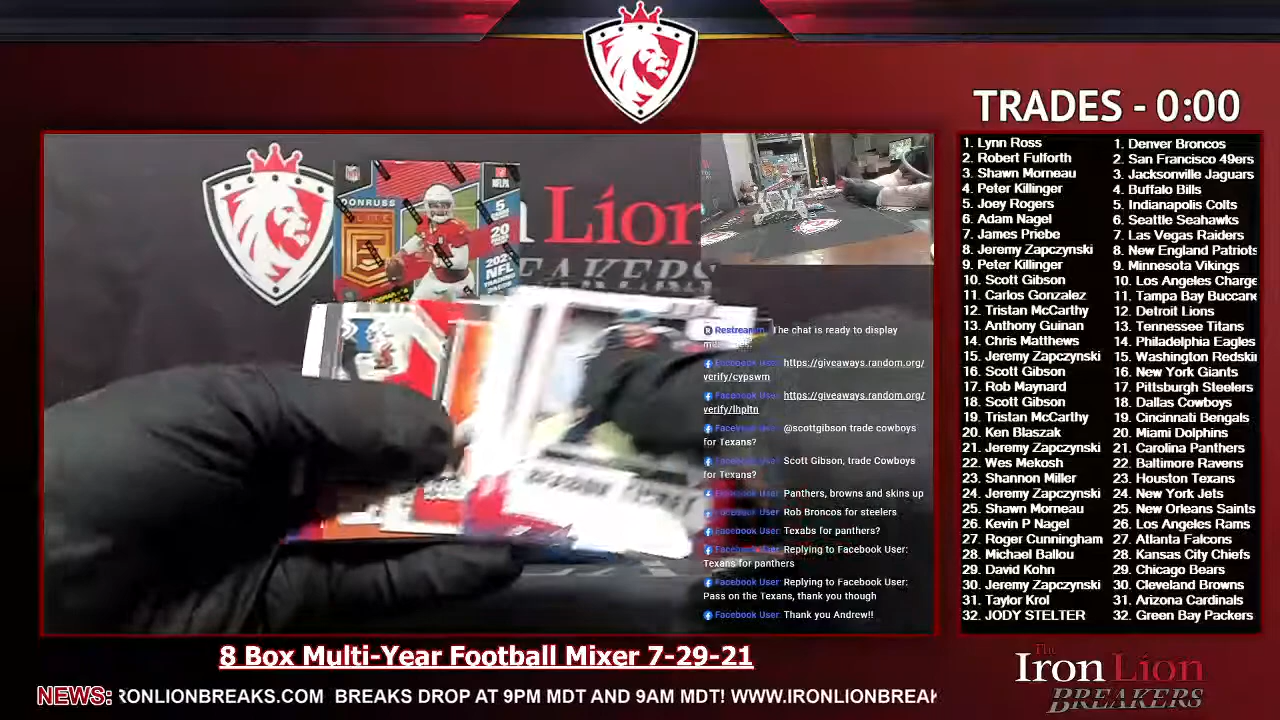 TRADES - 0:00
1. Lynn Ross
2. Robert Fulforth
3. Shawn Morneau
4. Peter Killinger
5. Joey Rogers
6. Adam Nagel
7. James Priebe
8. Jeremy Zapczynski
9. Peter Killinger
10. Scott Gibson
11. Carlos Gonzalez
12. Tristan McCarthy
13. Anthony Guinan
14. Chris Matthews
15. Jeremy Zapczynski
16. Scott Gibson
17. Rob Maynard
18. Scott Gibson
19. Tristan McCarthy
20. Ken Blaszak
21. Jeremy Zapczynski
22. Wes Mekosh
23. Shannon Miller
24. Jeremy Zapczynski
25. Shawn Morneau
26. Kevin P Nagel
27. Roger Cunningham
28. Michael Ballou
29. David Kohn
30. Jeremy Zapczynski
31. Taylor Krol
32. JODY STELTER
1. Denver Broncos
2. San Francisco 49ers
3. Jacksonville Jaguars
4. Buffalo Bills
5. Indianapolis Colts
6. Seattle Seahawks
7. Las Vegas Raiders
8. New England Patriots
9. Minnesota Vikings
10. Los Angeles Charge
11. Tampa Bay Buccane
12. Detroit Lions
13. Tennessee Titans
14. Philadelphia Eagles
15. Washington Redski
16. New York Giants
17. Pittsburgh Steelers
18. Dallas Cowboys
19. Cincinnati Bengals
20. Miami Dolphins
21. Carolina Panthers
22. Baltimore Ravens
23. Houston Texans
24. New York Jets
25. New Orleans Saints
26. Los Angeles Rams
27. Atlanta Falcons
28. Kansas City Chiefs
29. Chicago Bears
30. Cleveland Browns
31. Arizona Cardinals
32. Green Bay Packers
DONRUSS
ELITE
NFLPA
5
20
NFL
n Lion
EAKERS
Restream: The chat is ready to display
Facebook User: https://giveaways.random.org/
verify/cypswm
Facebook User: https://giveaways.random.org/
verify/lhpltn
Facebook User: @scottgibson trade cowboys
for Texans?
Facebook User: Scott Gibson, trade Cowboys
for Texans?
Facebook User: Panthers, browns and skins up
Facebook User: Rob Broncos for steelers
Facebook User: Texabs for panthers?
Facebook User: Replying to Facebook User:
Texans for panthers
Facebook User: Replying to Facebook User:
Pass on the Texans, thank you though
Facebook User: Thank you Andrew!!
8 Box Multi-Year Football Mixer 7-29-21
The
Iron Lion
BREAKERS
NEWS: RONLIONBREAKS.COM BREAKS DROP AT 9PM MDT AND 9AM MDT! WWW.IRONLIONBREAK